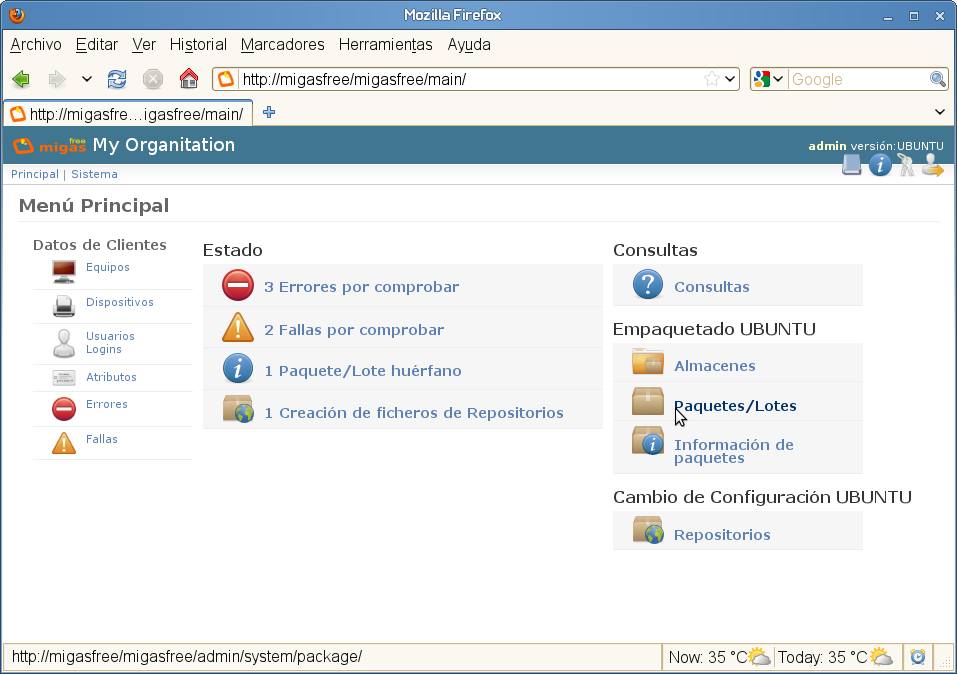 Mozilla Firefox
Archivo Editar Ver Historial Marcadores Herramientas Ayuda
http://migasfree/migasfree/main/
Google
http://migasfre...igasfree/main/
migasfree My Organitation
admin versión:UBUNTU
Principal | Sistema
Menú Principal
Datos de Clientes
Equipos
Dispositivos
Usuarios
Logins
Atributos
Errores
Fallas
Estado
3 Errores por comprobar
2 Fallas por comprobar
1 Paquete/Lote huérfano
1 Creación de ficheros de Repositorios
Consultas
Consultas
Empaquetado UBUNTU
Almacenes
Paquetes/Lotes
Información de
paquetes
Cambio de Configuración UBUNTU
Repositorios
http://migasfree/migasfree/admin/system/package/
Now: 35 °C Today: 35 °C